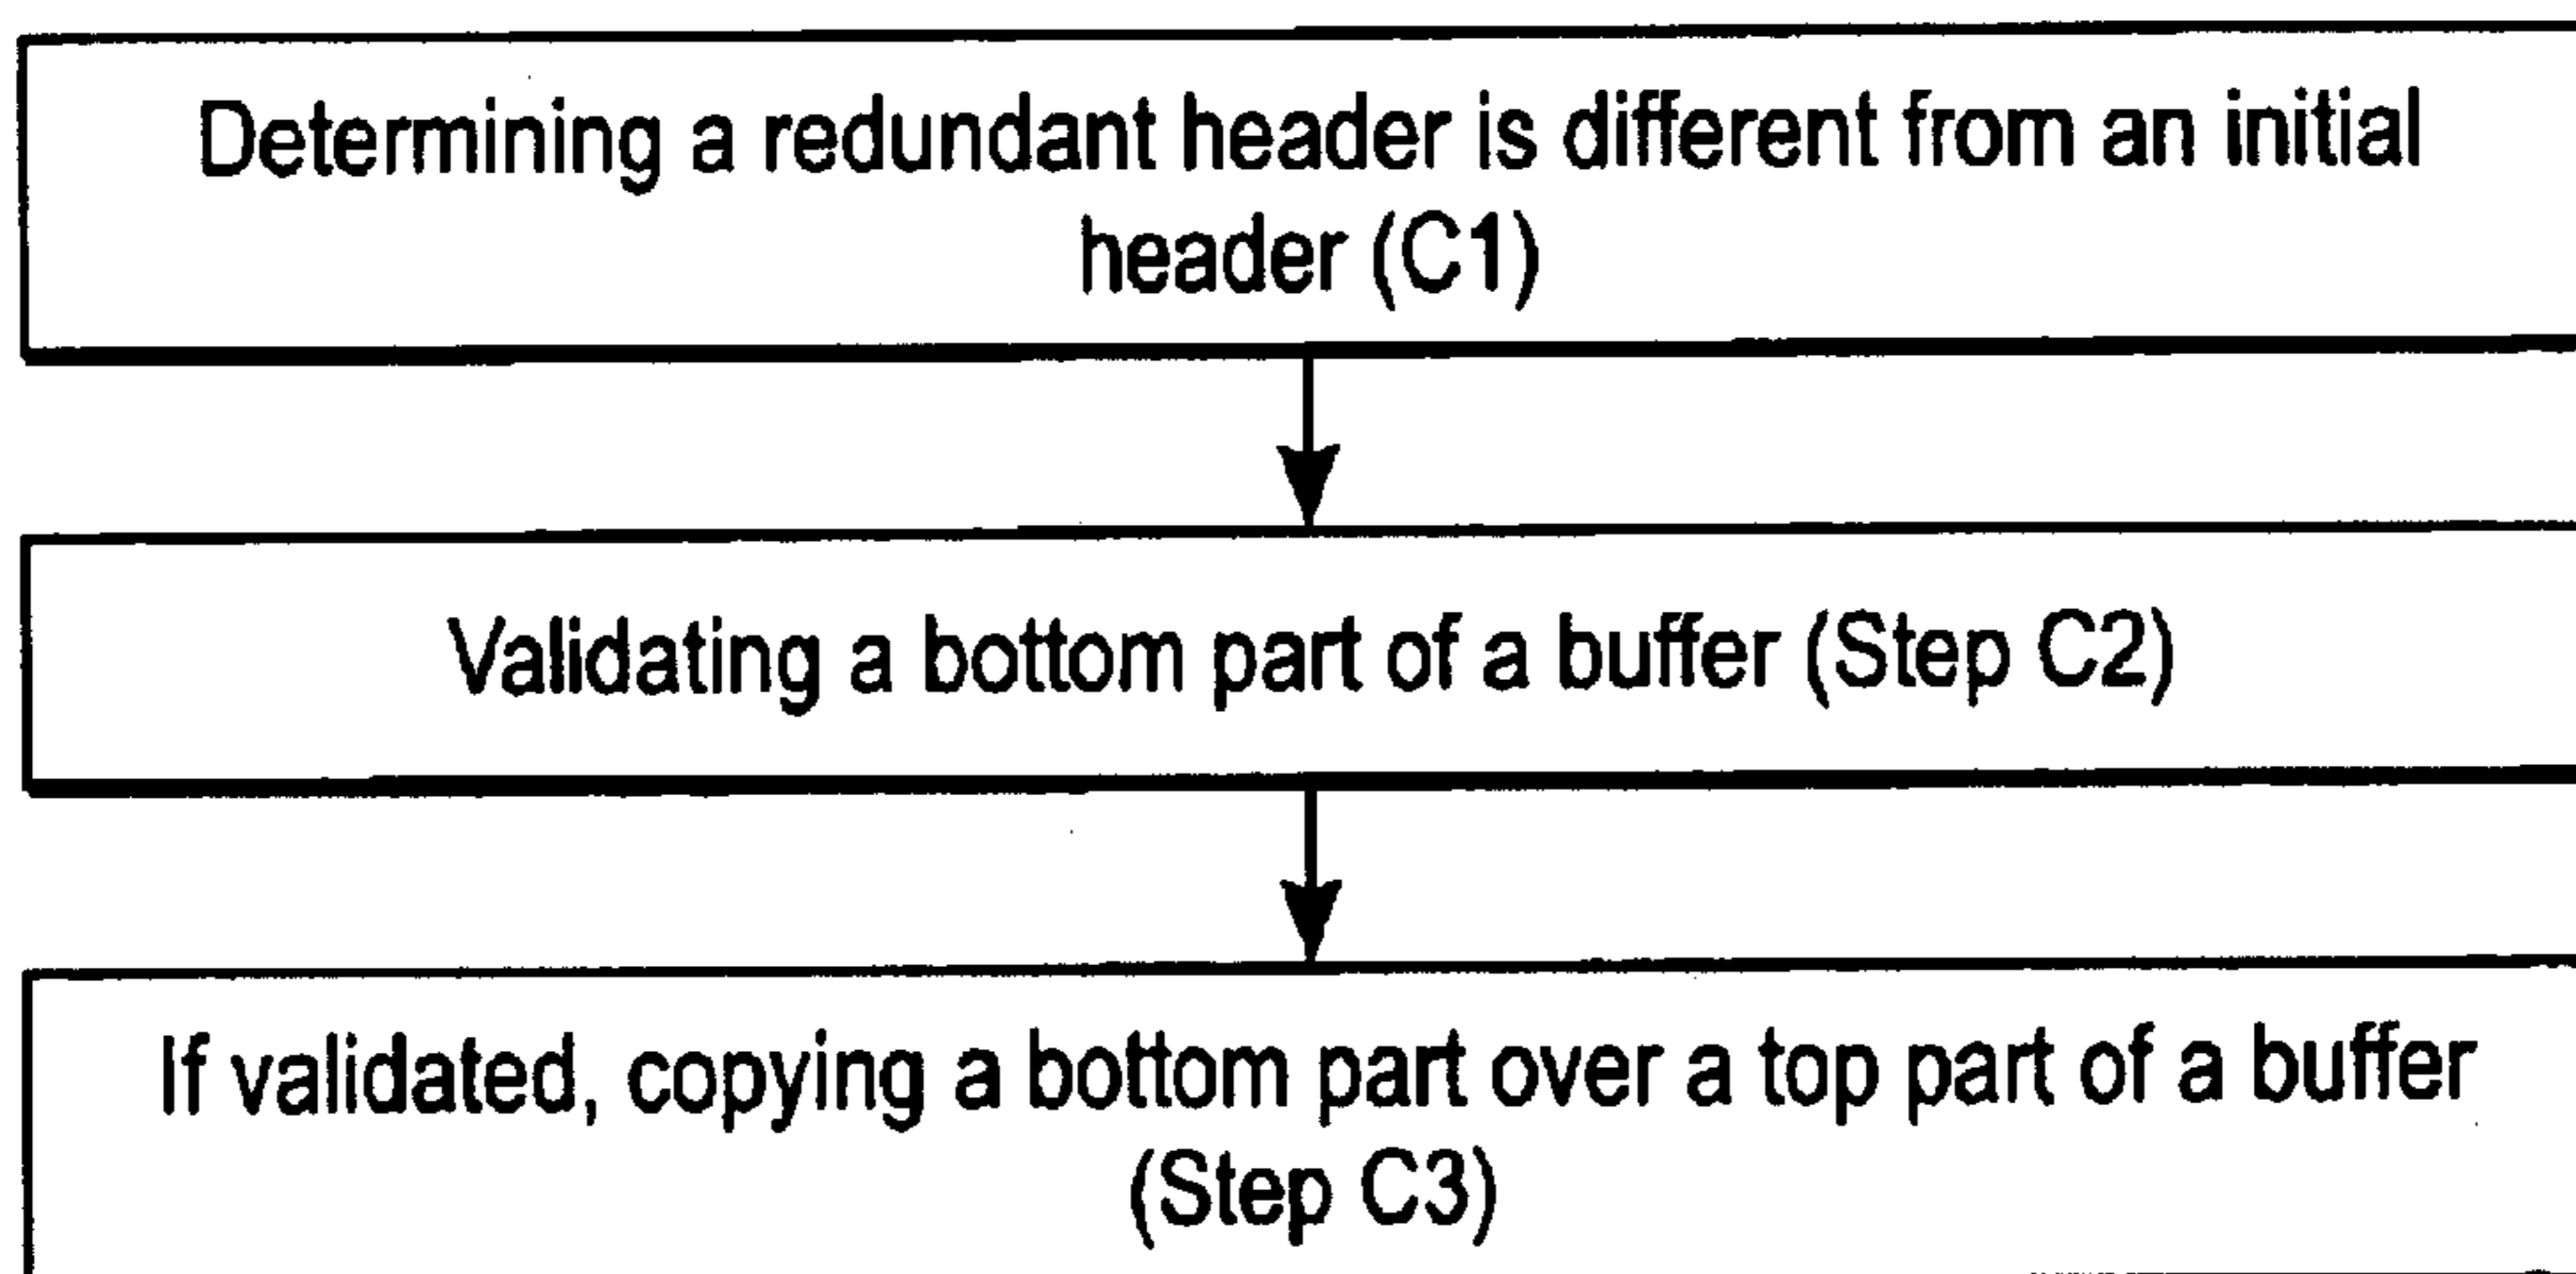 Determining a redundant header is different from an initial
header (C1)
Validating a bottom part of a buffer (Step C2)
If validated, copying a bottom part over a top part of a buffer
(Step C3)